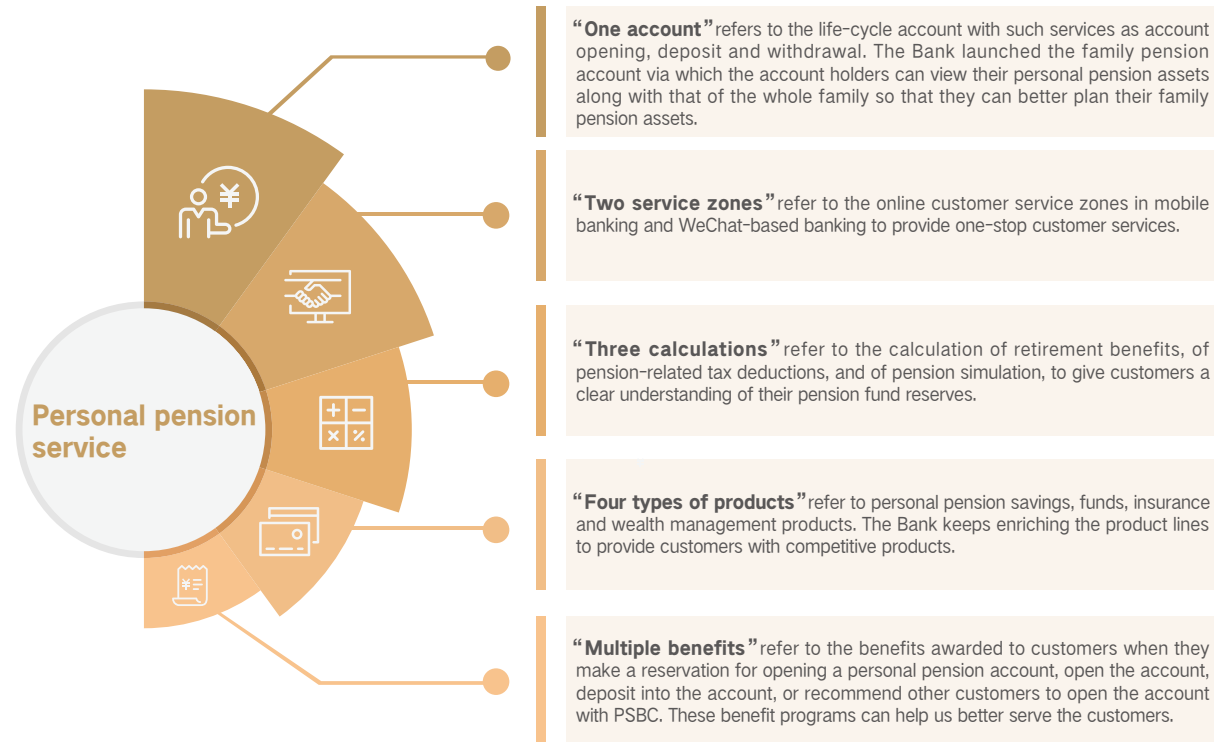 Personal pension
service
“One account” refers to the life-cycle account with such services as account
opening, deposit and withdrawal. The Bank launched the family pension
account via which the account holders can view their personal pension assets
along with that of the whole family so that they can better plan their family
pension assets.
“Two service zones” refer to the online customer service zones in mobile
banking and WeChat-based banking to provide one-stop customer services.
“Three calculations” refer to the calculation of retirement benefits, of
pension-related tax deductions, and of pension simulation, to give customers a
clear understanding of their pension fund reserves.
“Four types of products” refer to personal pension savings, funds, insurance
and wealth management products. The Bank keeps enriching the product lines
to provide customers with competitive products.
“Multiple benefits” refer to the benefits awarded to customers when they
make a reservation for opening a personal pension account, open the account,
deposit into the account, or recommend other customers to open the account
with PSBC. These benefit programs can help us better serve the customers.